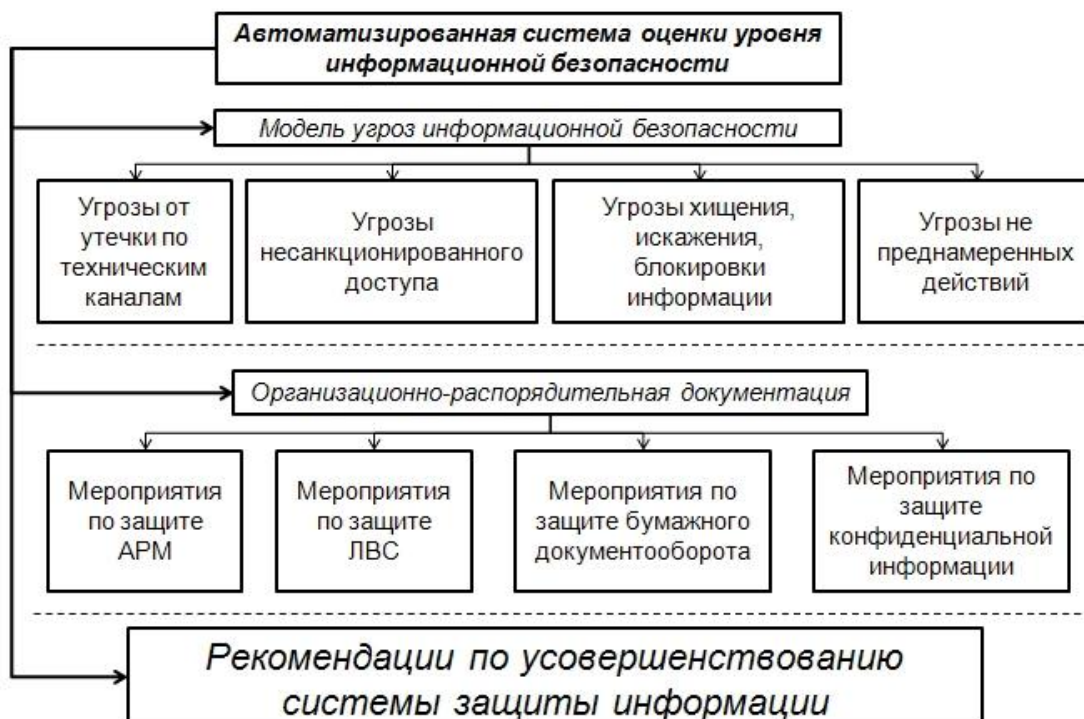 Автоматизированная система оценки уровня
информационной безопасности
Модель угроз информационной безопасности
Угрозы от
утечки по
техническим
каналам
Угрозы
несанкционированного
доступа
Угрозы хищения,
искажения,
блокировки
информации
Угрозы не
преднамеренных
действий
Организационно-распорядительная документация
Мероприятия
по защите
АРМ
Мероприятия
по защите
ЛВС
Мероприятия по
защите бумажного
документооборота
Мероприятия по
защите
конфиденциальной
информации
Рекомендации по усовершенствованию
системы защиты информации